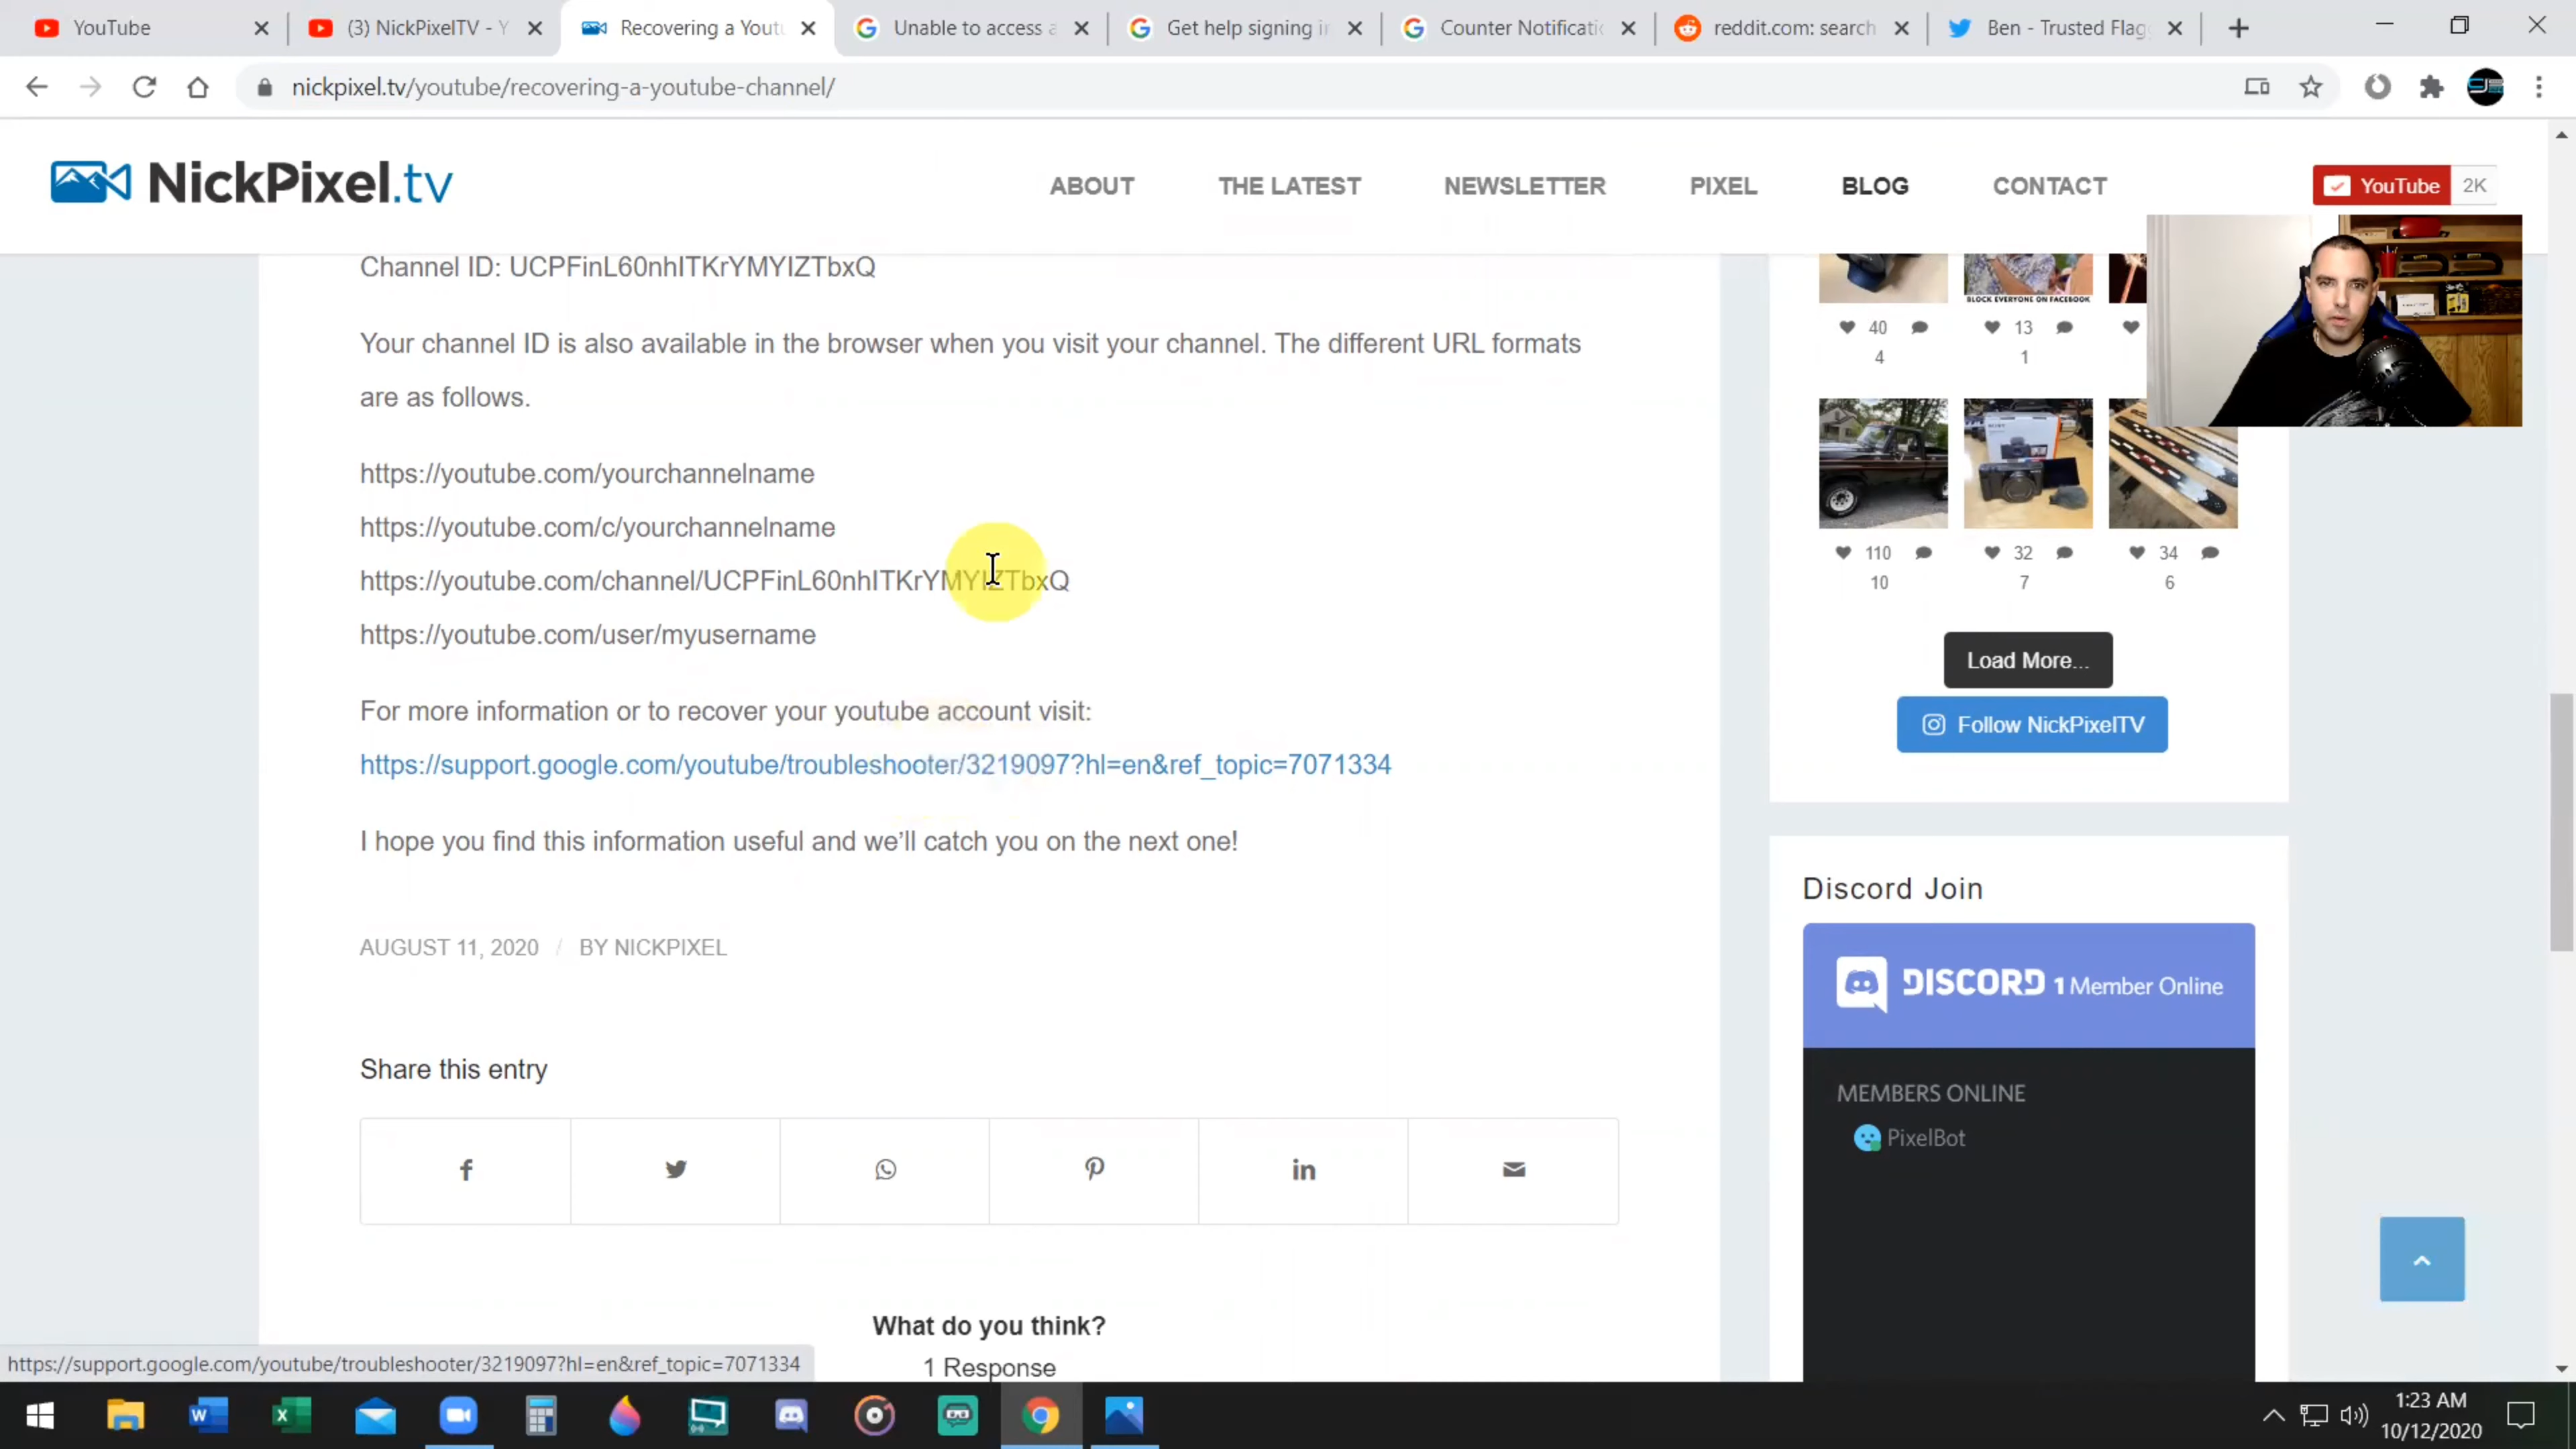 YouTube
(3) NickPixelTV - Y
Recovering a Youtu
Unable to access a
Get help signing in
Counter Notificatio
reddit.com: search
Ben - Trusted Flag
nickpixel.tv/youtube/recovering-a-youtube-channel/
NickPixel.tv
ABOUT THE LATEST NEWSLETTER PIXEL BLOG CONTACT
YouTube 2K
Channel ID: UCPFinL60nhITKrYMYIZTbxQ
Your channel ID is also available in the browser when you visit your channel. The different URL formats
are as follows.
https://youtube.com/yourchannelname
https://youtube.com/c/yourchannelname
https://youtube.com/channel/UCPFinL60nhITKrYMYIZTbxQ
https://youtube.com/user/myusername
For more information or to recover your youtube account visit:
https://support.google.com/youtube/troubleshooter/3219097?hl=en&ref_topic=7071334
I hope you find this information useful and we'll catch you on the next one!
AUGUST 11, 2020 / BY NICKPIXEL
Share this entry
What do you think?
1 Response
BLOCK EVERYONE ON FACEBOOK
40
4
13
1
110
10
32
7
34
6
Load More...
Follow NickPixelTV
Discord Join
DISCORD 1 Member Online
MEMBERS ONLINE
PixelBot
https://support.google.com/youtube/troubleshooter/3219097?hl=en&ref_topic=7071334
1:23 AM
10/12/2020